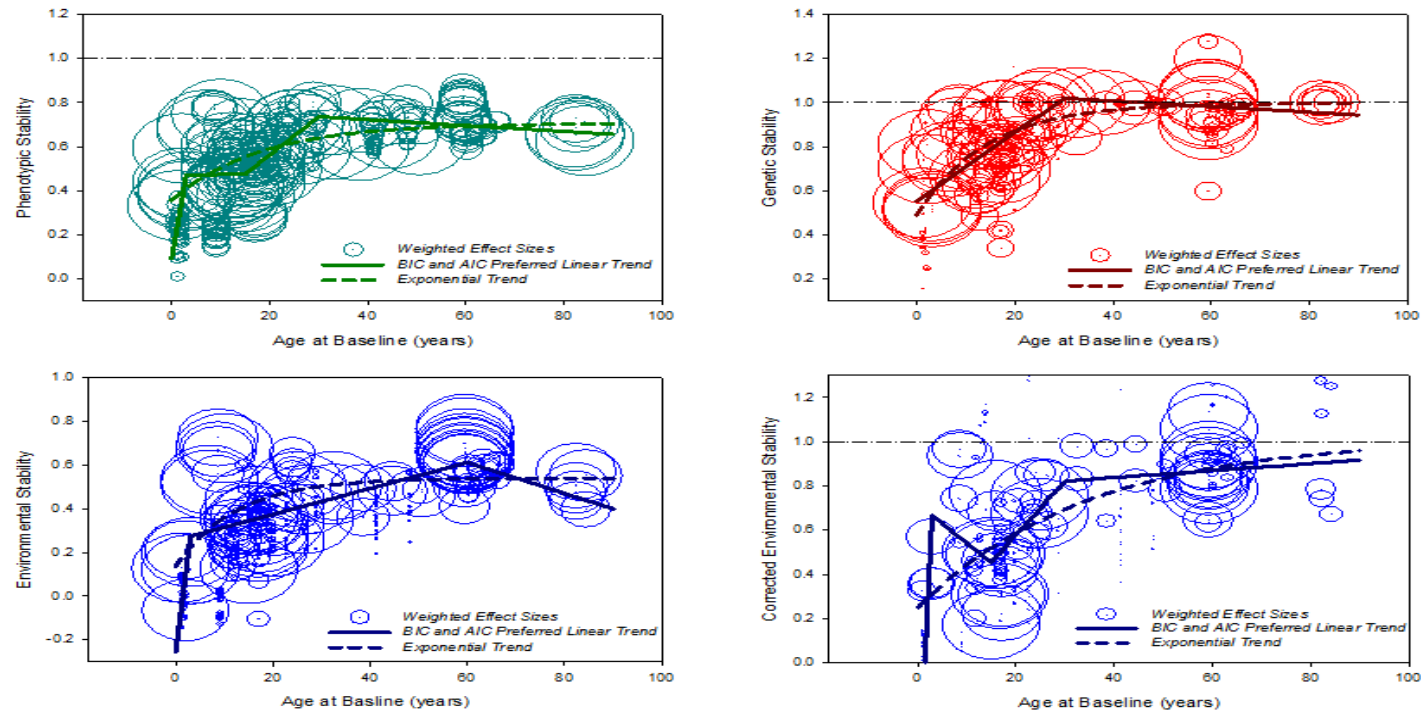 1.2
1.0
0.8
0.6
0.4
0.2
0.0
Phenotypic Stability
Weighted Effect Sizes
BIC and AIC Preferred Linear Trend
Exponential Trend
0 20 40 60 80 100
Age at Baseline (years)
1.4
1.2
1.0
0.8
0.6
0.4
0.2
Genetic Stability
Weighted Effect Sizes
BIC and AIC Preferred Linear Trend
Exponential Trend
0 20 40 60 80 100
Age at Baseline (years)
1.0
0.8
0.6
0.4
0.2
0.0
-0.2
Environmental Stability
Weighted Effect Sizes
BIC and AIC Preferred Linear Trend
Exponential Trend
0 20 40 60 80 100
Age at Basline (years)
1.2
1.0
0.8
0.6
0.4
0.2
0.0
Corrected Environmental Stability
Weighted Effect Sizes
BIC and AIC Preferred Linear Trend
Exponential Trend
0 20 40 60 80 100
Age at Baseline (years)